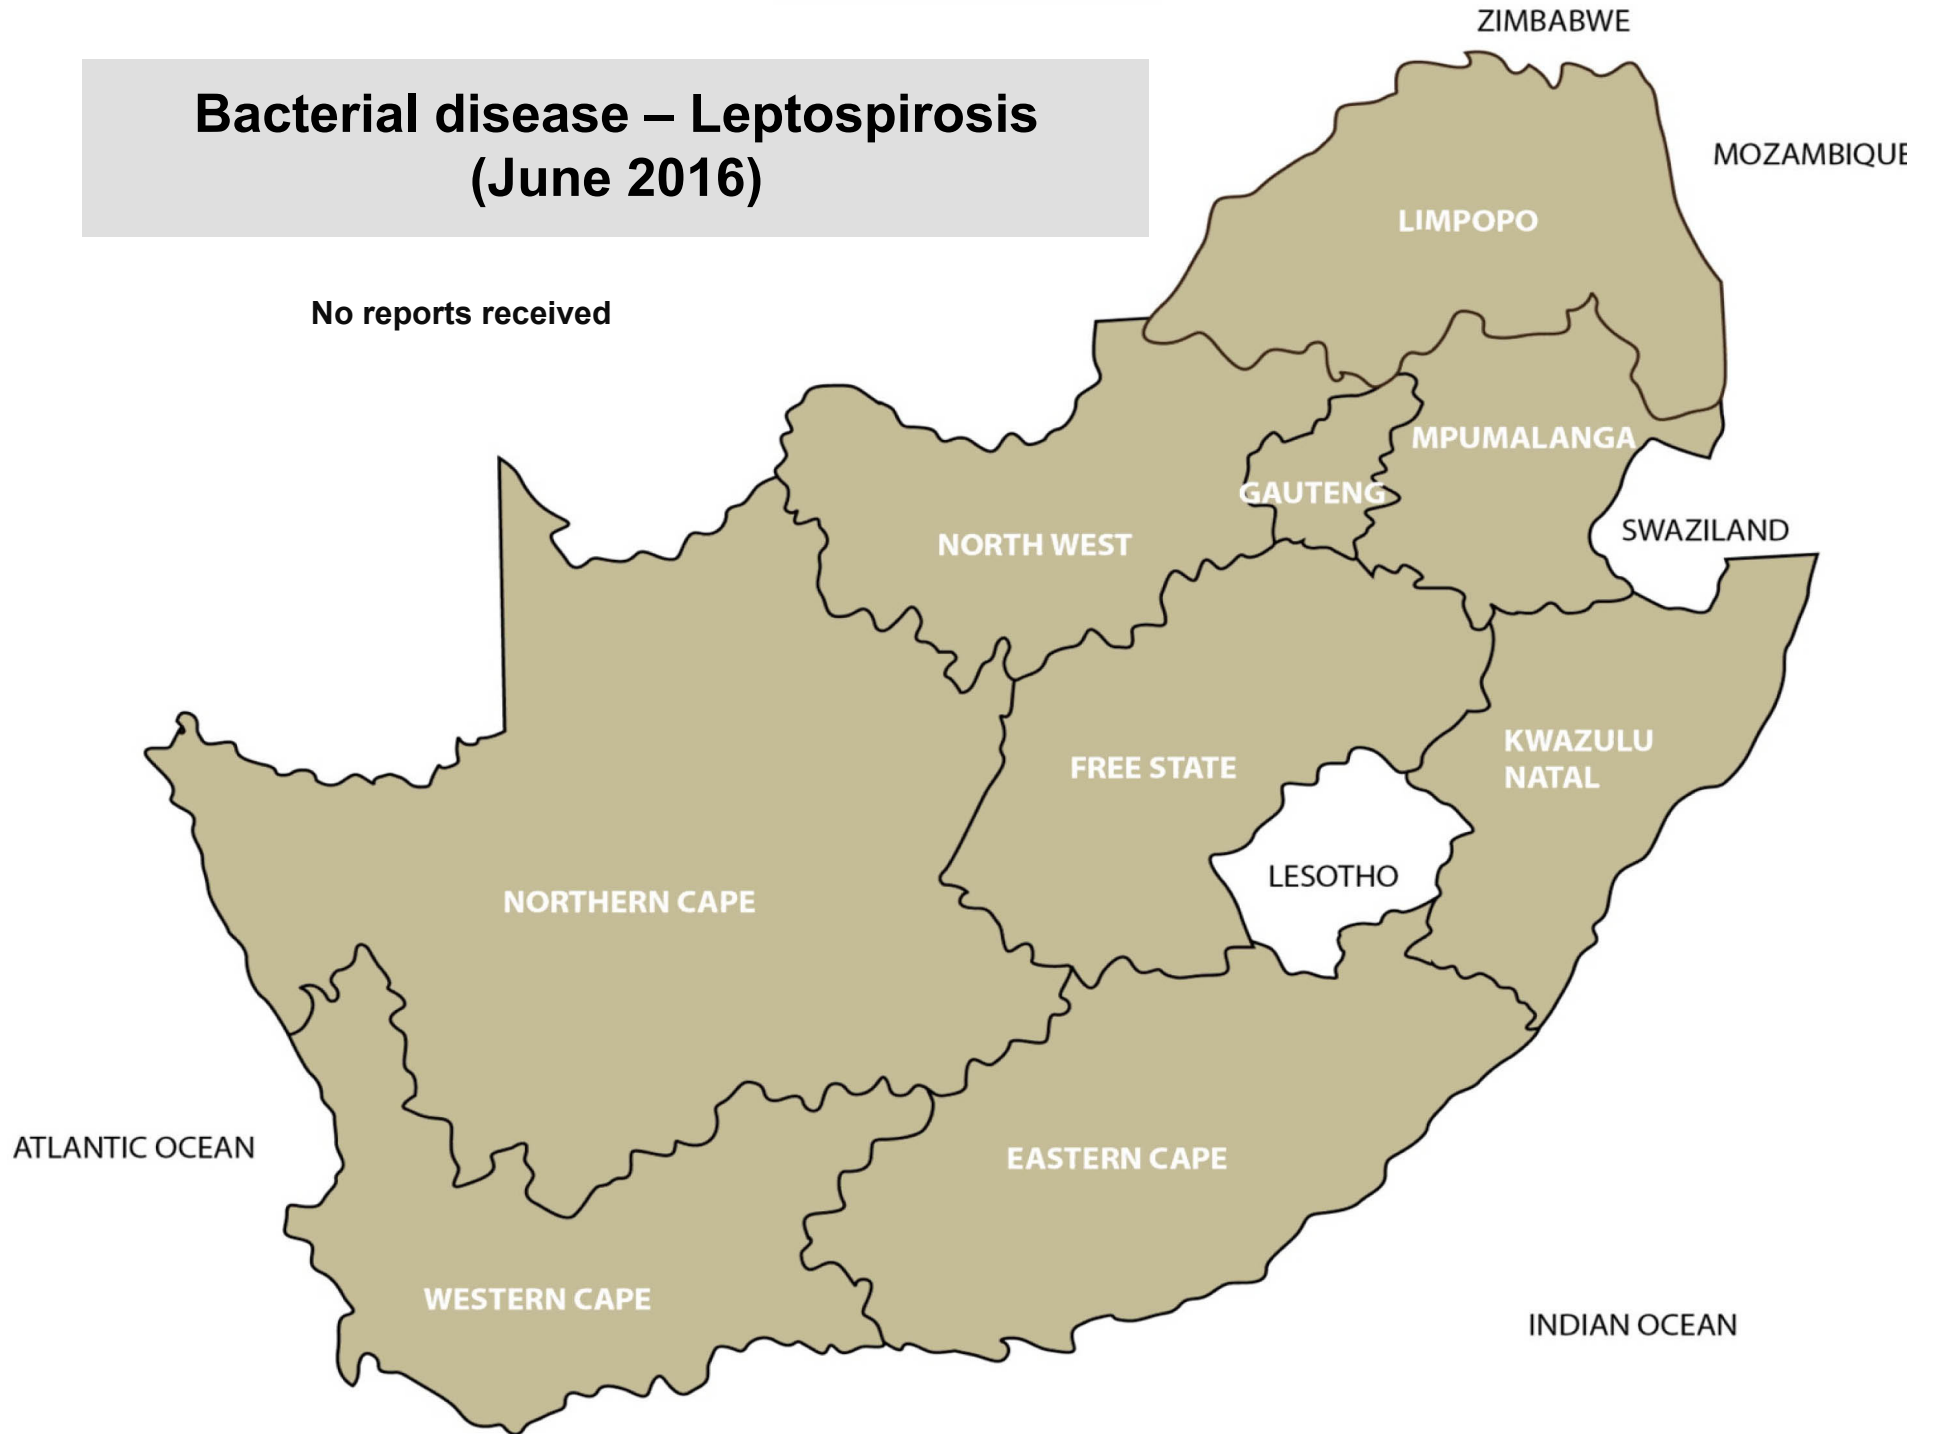 ZIMBABWE
Bacterial disease – Leptospirosis
(June 2016)
MOZAMBIQUE
LIMPOPO
No reports received
MPUMALANGA
GAUTENG
SWAZILAND
NORTH WEST
KWAZULU
NATAL
FREE STATE
LESOTHO
NORTHERN CAPE
ATLANTIC OCEAN
EASTERN CAPE
WESTERN CAPE
INDIAN OCEAN